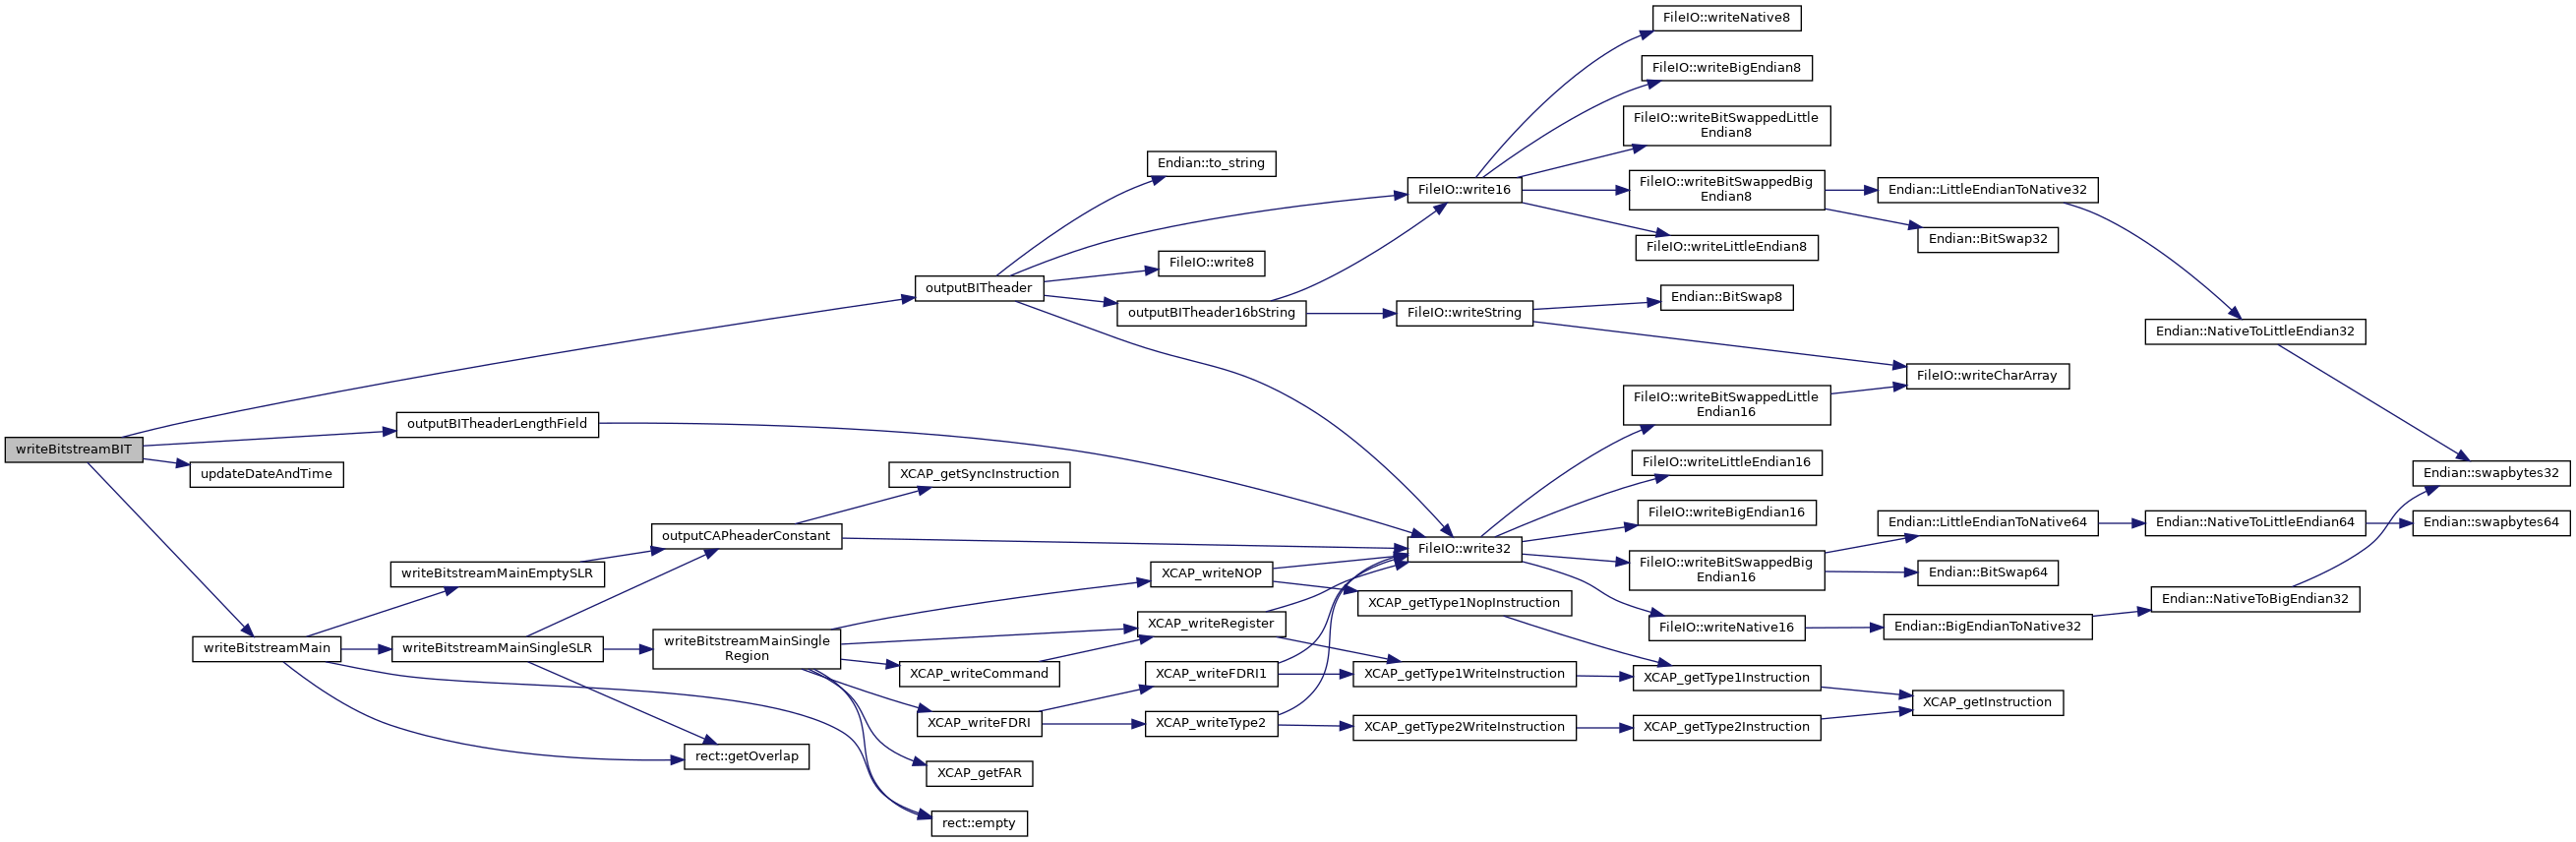 writeBitstreamBIT
outputBITheader
outputBITheaderLengthField
updateDateAndTime
writeBitstreamMain
Endian::to_string
FileIO::write16
FileIO::write8
outputBITheader16bString
FileIO::write32
FileIO::writeNative8
FileIO::writeBigEndian8
FileIO::writeBitSwappedLittle
Endian8
FileIO::writeBitSwappedBig
Endian8
FileIO::writeLittleEndian8
Endian::LittleEndianToNative32
Endian::BitSwap32
Endian::NativeToLittleEndian32
Endian::swapbytes32
FileIO::writeString
Endian::BitSwap8
FileIO::writeCharArray
FileIO::writeBitSwappedLittle
Endian16
FileIO::writeLittleEndian16
FileIO::writeBigEndian16
FileIO::writeBitSwappedBig
Endian16
FileIO::writeNative16
Endian::LittleEndianToNative64
Endian::BitSwap64
Endian::NativeToLittleEndian64
Endian::swapbytes64
Endian::BigEndianToNative32
Endian::NativeToBigEndian32
writeBitstreamMainEmptySLR
writeBitstreamMainSingleSLR
outputCAPheaderConstant
XCAP_getSyncInstruction
writeBitstreamMainSingle
Region
rect::getOverlap
XCAP_writeNOP
XCAP_writeRegister
XCAP_writeCommand
XCAP_writeFDRI
XCAP_getFAR
rect::empty
XCAP_writeFDRI1
XCAP_writeType2
XCAP_getType1NopInstruction
XCAP_getType1WriteInstruction
XCAP_getType2WriteInstruction
XCAP_getType1Instruction
XCAP_getType2Instruction
XCAP_getInstruction